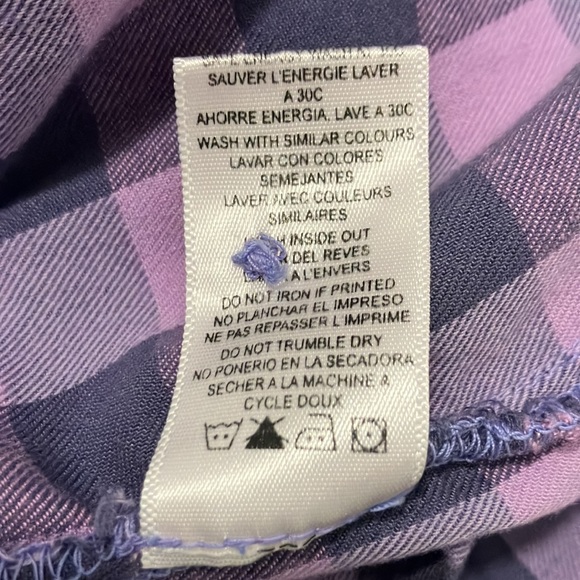 SAUVER L'ENERGIE LAVER
A 30C
AHORRE ENERGIA. LAVE A 30C
WASH WITH SIMILAR COLOURS
LAVAR CON COLORES
SEMEJANTES
LAVER AVEC COULEURS
SIMILAIRES
INSIDE OUT
DEL REVES
A L'ENVERS
DO NOT IRON IF PRINTED
NO PLANCHAR EL IMPRESO
NE PAS REPASSER L'IMPRIME
DO NOT TRUMBLE DRY
NO PONERIO EN LA SECADORA
SECHER A LA MACHINE A
CYCLE DOUX